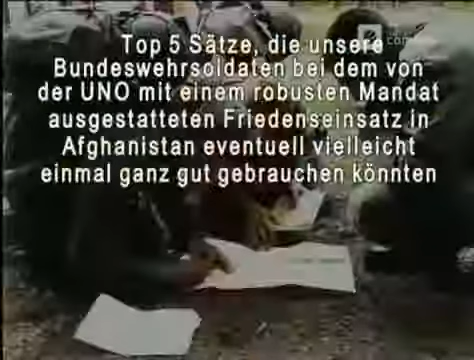 Top 5 Sätze, die unsere
Bundeswehrsoldaten bei dem von
der UNO mit einem robusten Mandat
ausgestatteten Friedenseinsatz in
Afghanistan eventuell vielleicht
einmal ganz gut gebrauchen könnten